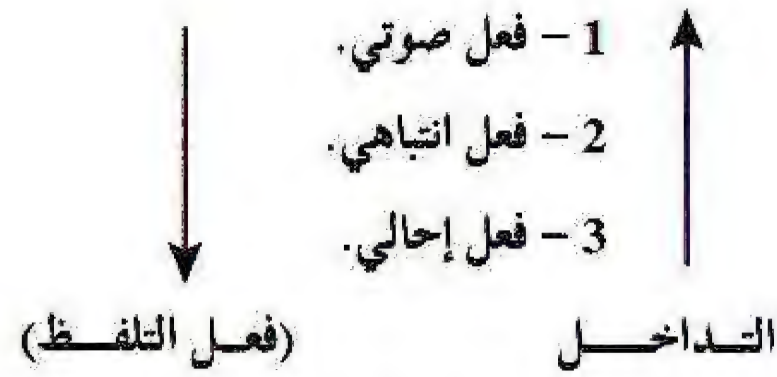 1 – فعل صوتي.
2 – فعل انتباهي.
3 – فعل إحالي.
التداخل (فعل التلفظ)